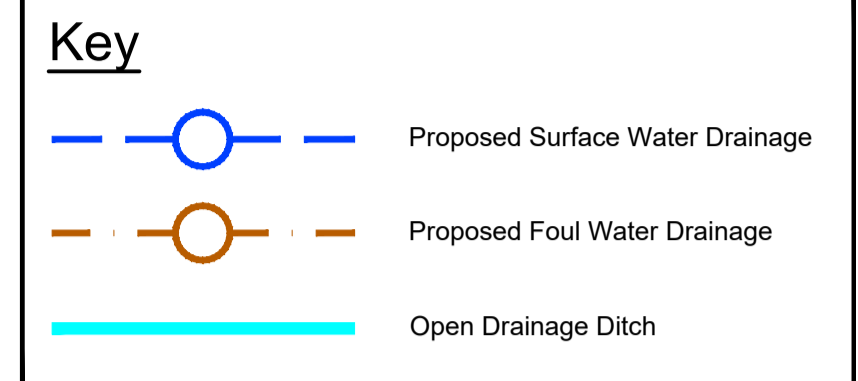 Key
Proposed Surface Water Drainage
Proposed Foul Water Drainage
Open Drainage Ditch